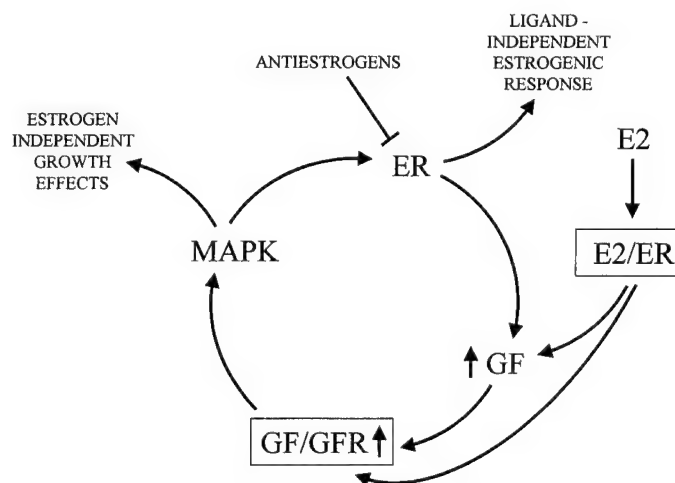 LIGAND -
INDEPENDENT
ESTROGENIC
RESPONSE
ANTIESTROGENS
ESTROGEN
INDEPENDENT
GROWTH
EFFECTS
E2
ER
MAPK
E2/ER
GF
GF/GFR